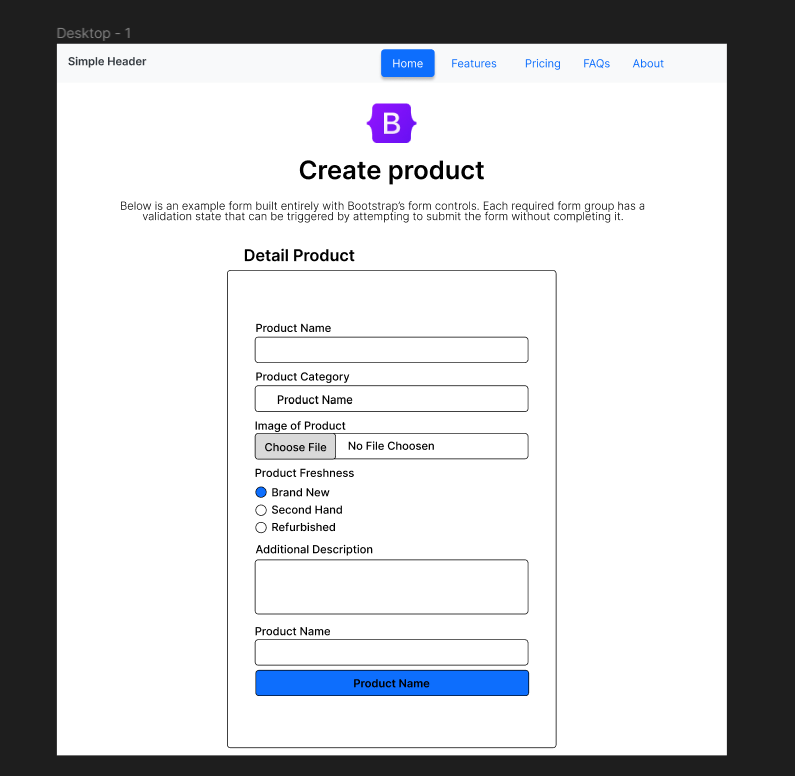 Desktop - 1
Simple Header
Home
Features
Pricing
FAQs
About
B
Create product
Below is an example form built entirely with Bootstrap’s form controls. Each required form group has a
validation state that can be triggered by attempting to submit the form without completing it.
Detail Product
Product Name
Product Category
Product Name
Image of Product
Choose File
No File Choosen
Product Freshness
Brand New
Second Hand
Refurbished
Additional Description
Product Name
Product Name